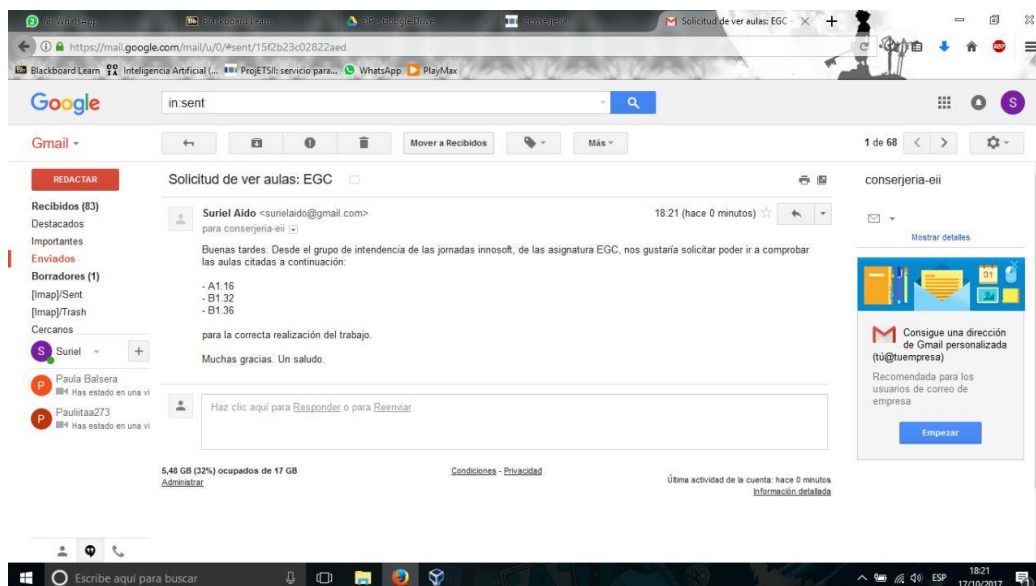 (2) WhatsApp
Blackboard Learn
DP - Google Drive
Conserjería
Solicitud de ver aulas: EGC -
https://mail.google.com/mail/u/0/#sent/15f2b23c02822aed
Blackboard Learn
Inteligencia Artificial (...
ProjETSII: servicio para...
WhatsApp
PlayMax
Google
in:sent
S
Gmail
Mover a Recibidos
Más
1 de 68
REDACTAR
Solicitud de ver aulas: EGC
conserjeria-eii
Recibidos (83)
Destacados
Importantes
Enviados
Borradores (1)
[Imap]/Sent
[Imap]/Trash
Cercanos
Suriel Aido <surielaido@gmail.com>
18:21 (hace 0 minutos)
para conserjeria-eii
Buenas tardes. Desde el grupo de intendencia de las jornadas innosoft, de las asignatura EGC, nos gustaría solicitar poder ir a comprobar
las aulas citadas a continuación:
- A1.16
- B1.32
- B1.36
para la correcta realización del trabajo.
Muchas gracias. Un saludo.
Mostrar detalles
31
Consigue una dirección
de Gmail personalizada
(tú@tuempresa)
Recomendada para los
usuarios de correo de
empresa
Empezar
S
Suriel
P
Paula Balsera
Has estado en una vi
P
Pauliitaa273
Has estado en una vi
Haz clic aquí para Responder o para Reenviar
5,48 GB (32%) ocupados de 17 GB
Administrar
Condiciones - Privacidad
Última actividad de la cuenta: hace 0 minutos
Información detallada
Escribe aquí para buscar
ESP
18:21
17/10/2017